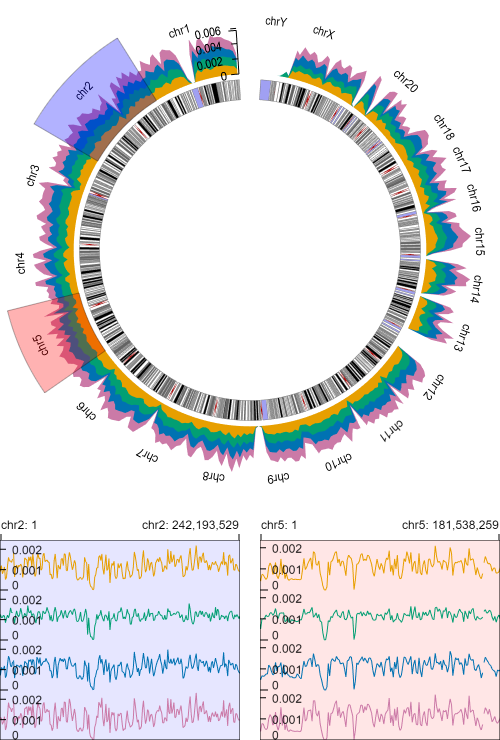 chrY
chrX
chr20
chr18
chr17
chr16
chr15
chr14
chr13
chr12
chr11
chr10
chr9
chr8
chr7
chr6
chr5
chr4
chr3
chr2
chr1
0.006
0.004
0.002
0
chr2: 1
chr2: 242,193,529
chr5: 1
chr5: 181,538,259
0.002
0.001
0
0.002
0.001
0
0.002
0.001
0
0.002
0.001
0
0.002
0.001
0
0.002
0.001
0
0.002
0.001
0
0.002
0.001
0